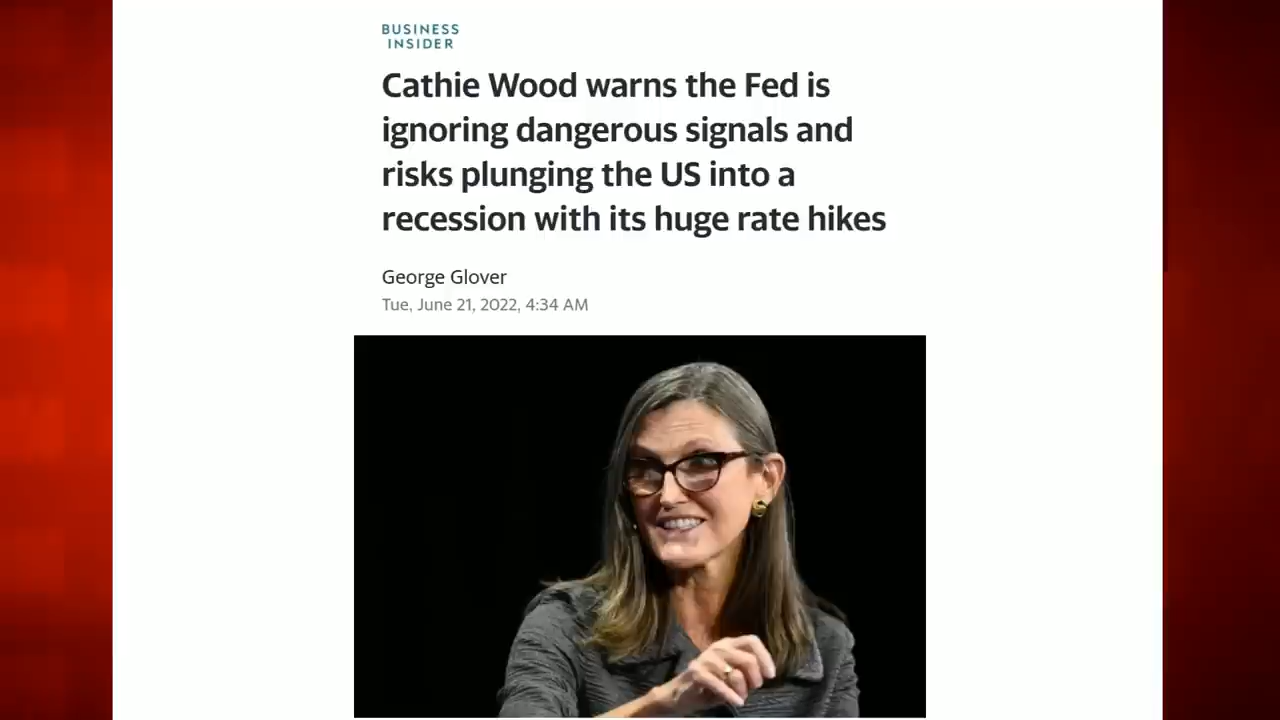 BUSINESS
INSIDER
Cathie Wood warns the Fed is
ignoring dangerous signals and
risks plunging the US into a
recession with its huge rate hikes
George Glover
Tue, June 21, 2022, 4:34 AM